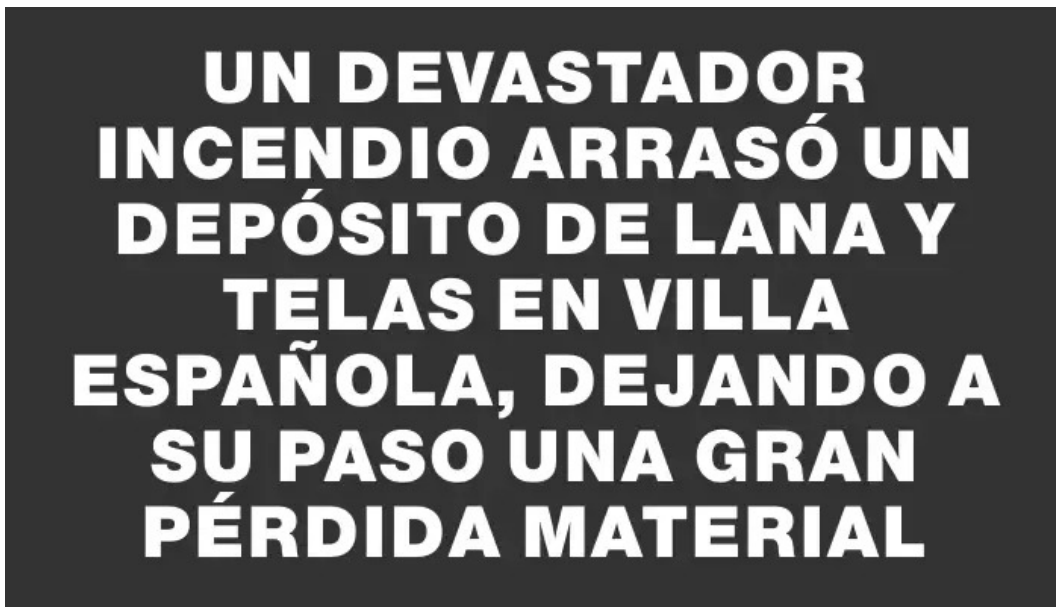 UN DEVASTADOR
INCENDIO ARRASÓ UN
DEPÓSITO DE LANA Y
TELAS EN VILLA
ESPAÑOLA, DEJANDO A
SU PASO UNA GRAN
PÉRDIDA MATERIAL